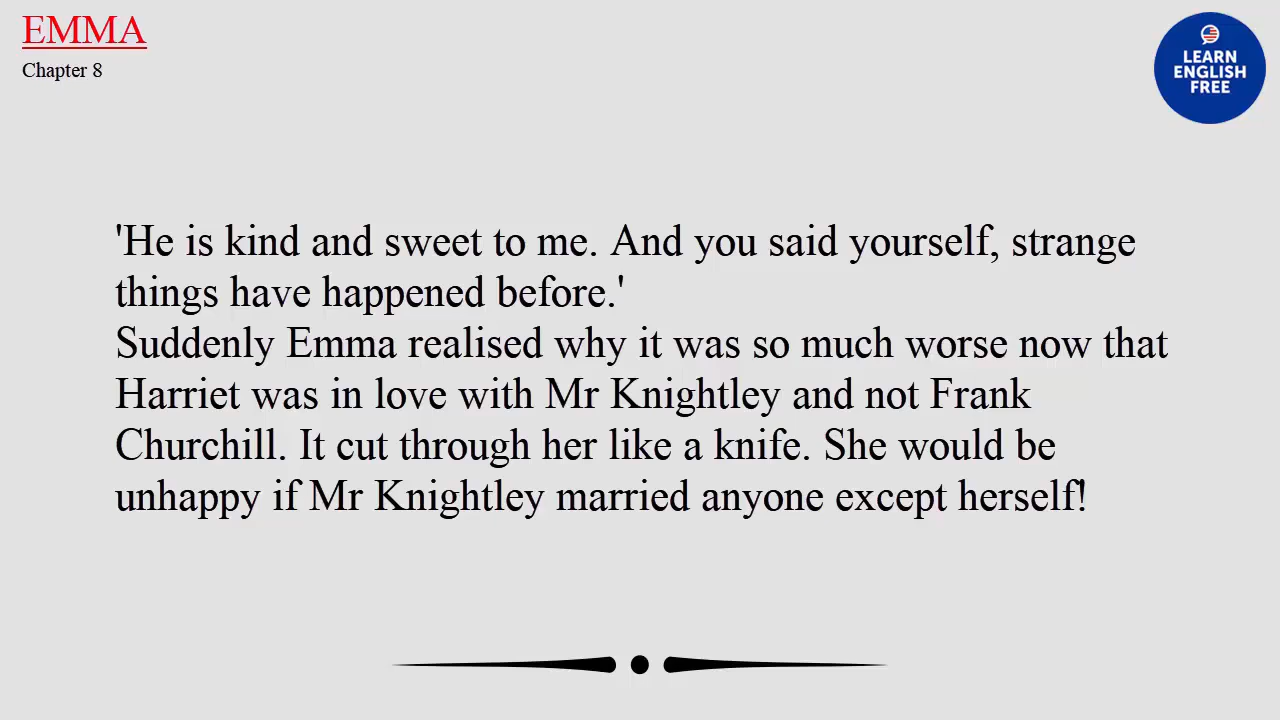 EMMA
Chapter 8
LEARN
ENGLISH
FREE
'He is kind and sweet to me. And you said yourself, strange
things have happened before.'
Suddenly Emma realised why it was so much worse now that
Harriet was in love with Mr Knightley and not Frank
Churchill. It cut through her like a knife. She would be
unhappy if Mr Knightley married anyone except herself!